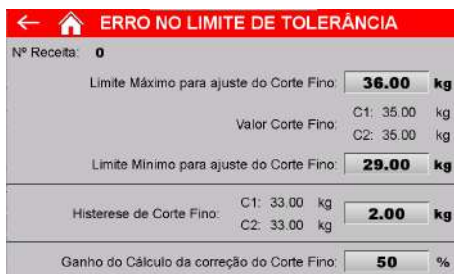 ERRO NO LIMITE DE TOLERÂNCIA
Nº Receita: 0
Limite Máximo para ajuste do Corte Fino: 36.00 kg
Valor Corte Fino: C1: 35.00 kg
C2: 35.00 kg
Limite Mínimo para ajuste do Corte Fino: 29.00 kg
Histerese de Corte Fino: C1: 33.00 kg 2.00 kg
C2: 33.00 kg
Ganho do Cálculo da correção do Corte Fino: 50 %